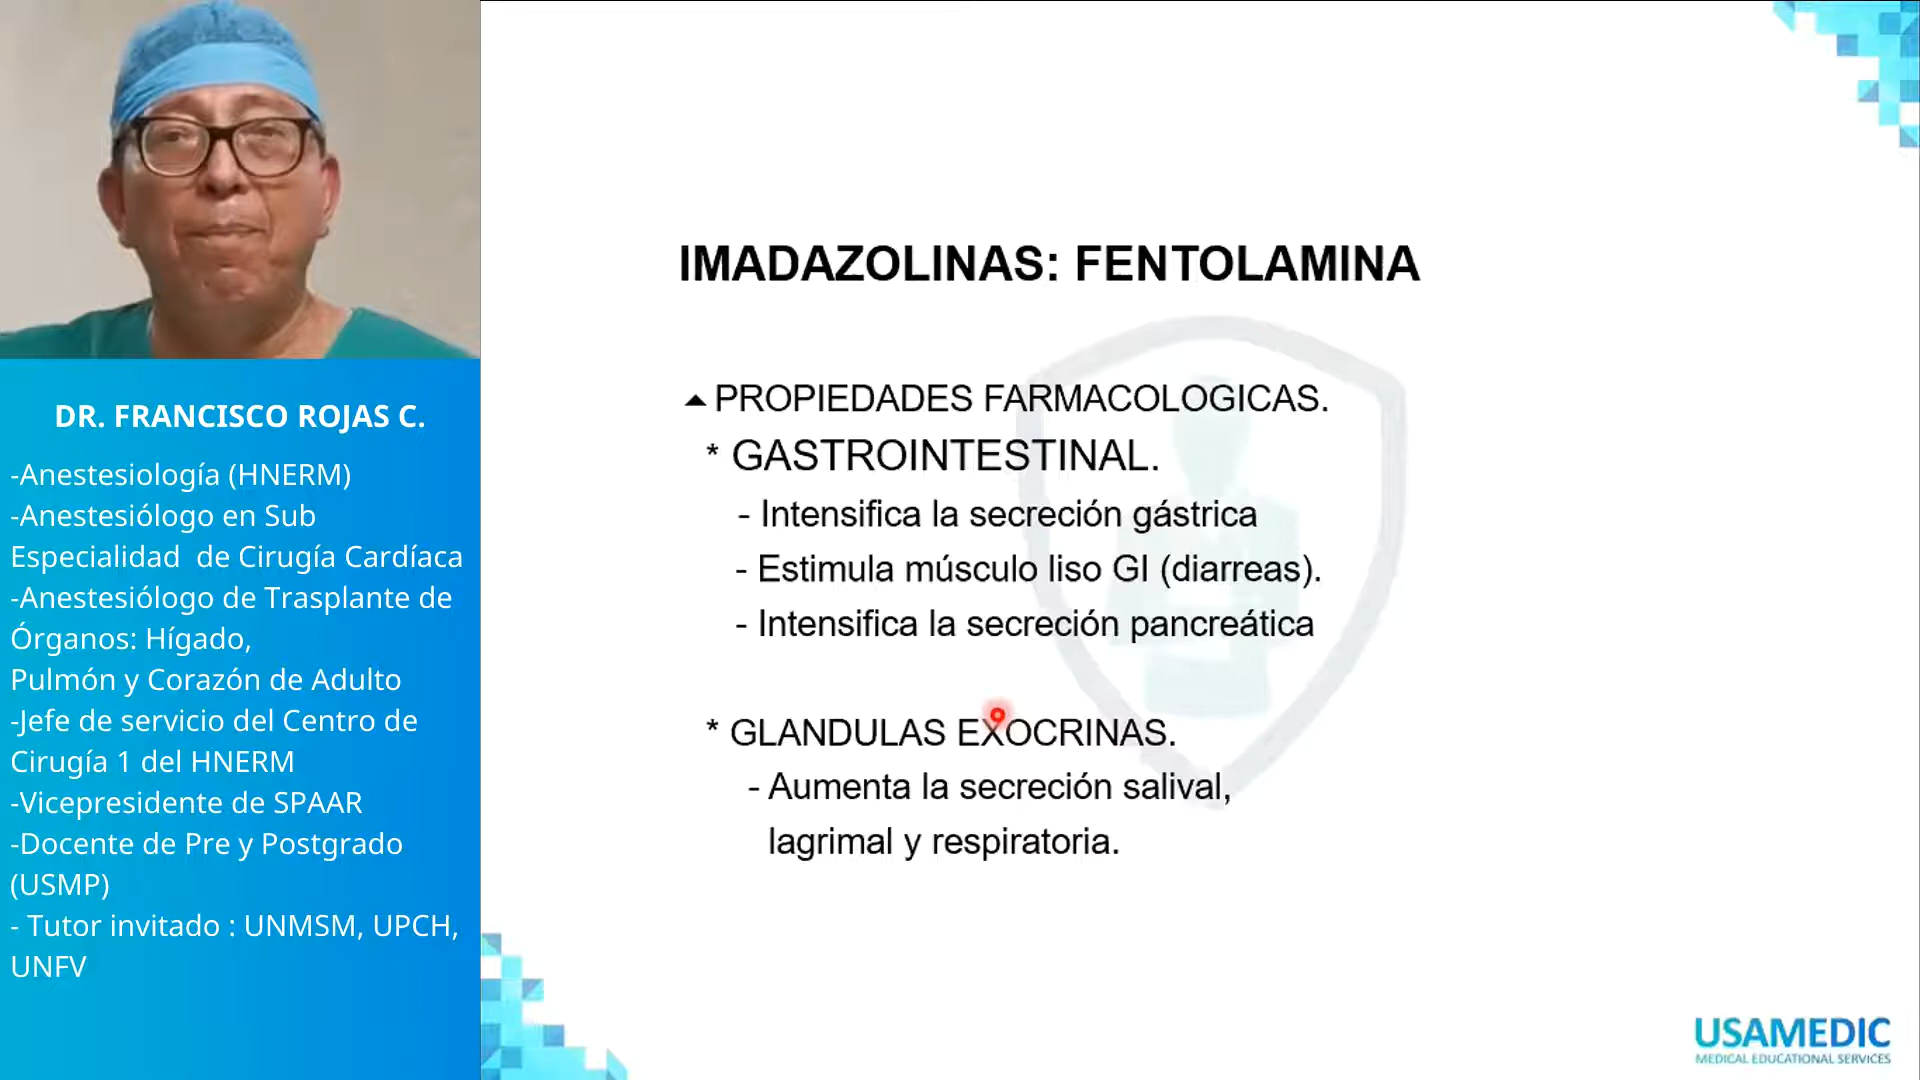 DR. FRANCISCO ROJAS C.
-Anestesiología (HNERM)
-Anestesiólogo en Sub
Especialidad  de Cirugía Cardíaca
-Anestesiólogo de Trasplante de
Órganos: Hígado,
Pulmón y Corazón de Adulto
-Jefe de servicio del Centro de
Cirugía 1 del HNERM
-Vicepresidente de SPAAR
-Docente de Pre y Postgrado
(USMP)
- Tutor invitado : UNMSM, UPCH,
UNFV
IMADAZOLINAS: FENTOLAMINA
PROPIEDADES FARMACOLOGICAS.
* GASTROINTESTINAL.
- Intensifica la secreción gástrica
- Estimula músculo liso GI (diarreas).
- Intensifica la secreción pancreática
* GLANDULAS EXOCRINAS.
- Aumenta la secreción salival,
lagrimal y respiratoria.
USAMEDIC
MEDICAL EDUCATIONAL SERVICES